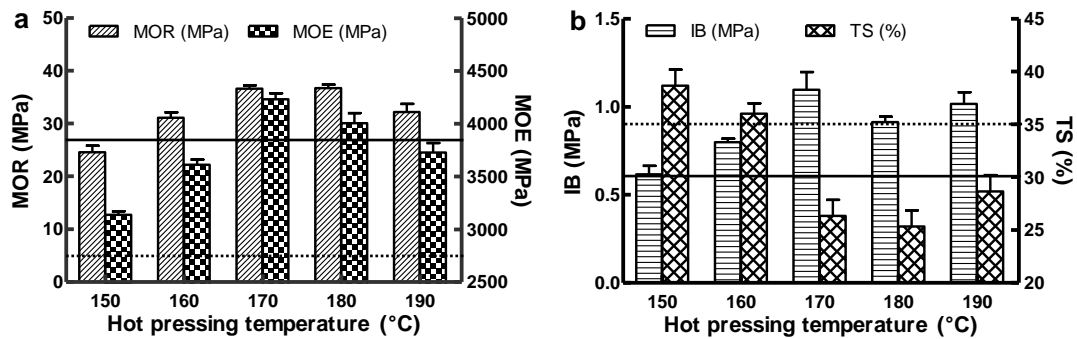 a
MOR (MPa) MOE (MPa)
50
40
30
20
10
0
MOR (MPa)
5000
4500
4000
3500
3000
2500
MOE (MPa)
150 160 170 180 190
Hot pressing temperature (°C)
b
IB (MPa) TS (%)
1.5
1.0
0.5
0.0
IB (MPa)
45
40
35
30
25
20
TS (%)
150 160 170 180 190
Hot pressing temperature (°C)